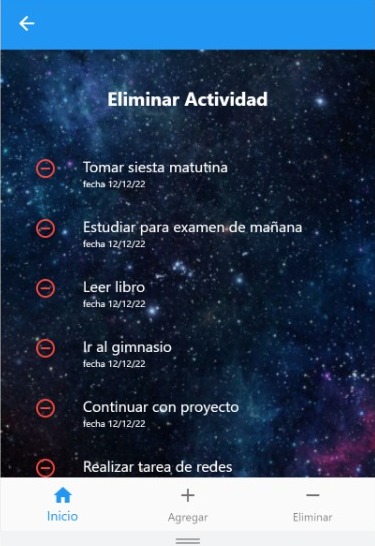 Eliminar Actividad
Tomar siesta matutina
fecha 12/12/22
Estudiar para examen de mañana
fecha 12/12/22
Leer libro
fecha 12/12/22
Ir al gimnasio
fecha 12/12/22
Continuar con proyecto
fecha 12/12/22
Realizar tarea de redes
Inicio
Agregar
Eliminar